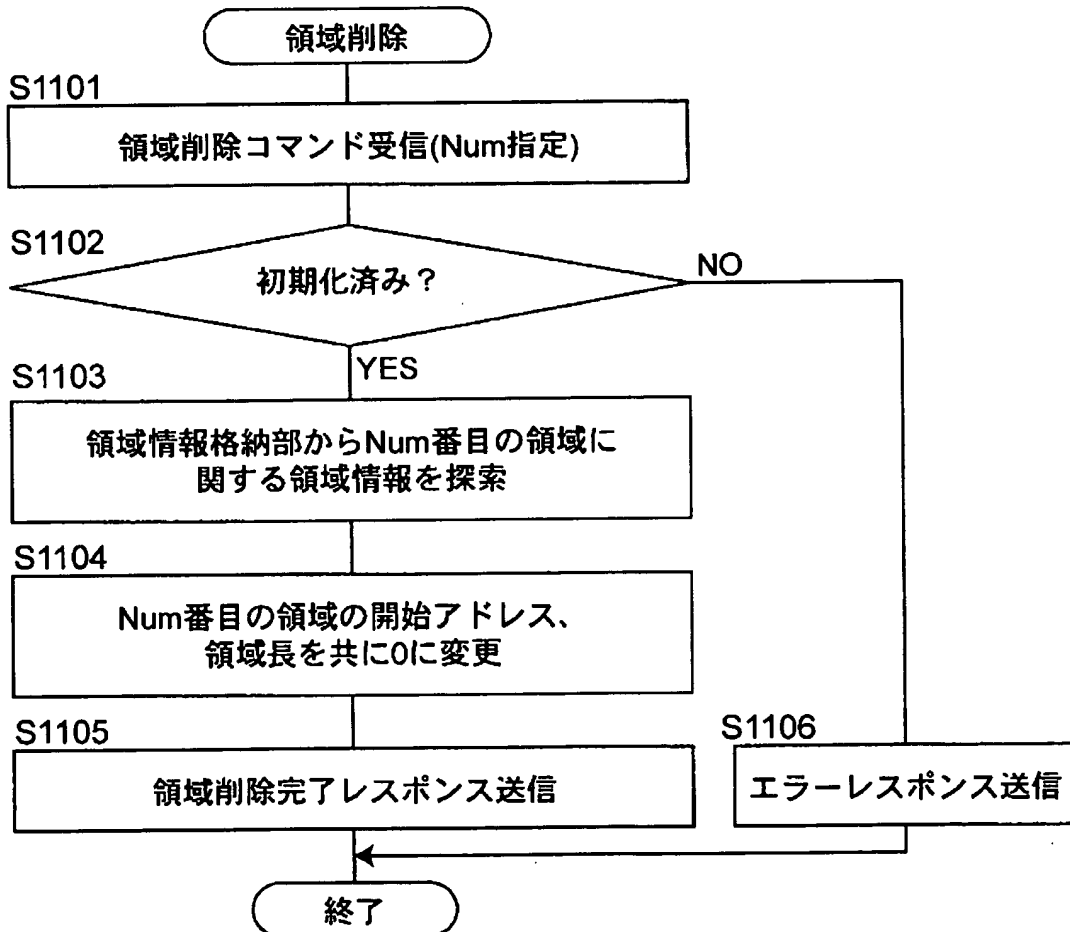 領域削除
S1101
領域削除コマンド受信(Num指定)
S1102
初期化済み？
NO
YES
S1103
領域情報格納部からNum番目の領域に
関する領域情報を探索
S1104
Num番目の領域の開始アドレス、
領域長を共に0に変更
S1105
領域削除完了レスポンス送信
S1106
エラーレスポンス送信
終了